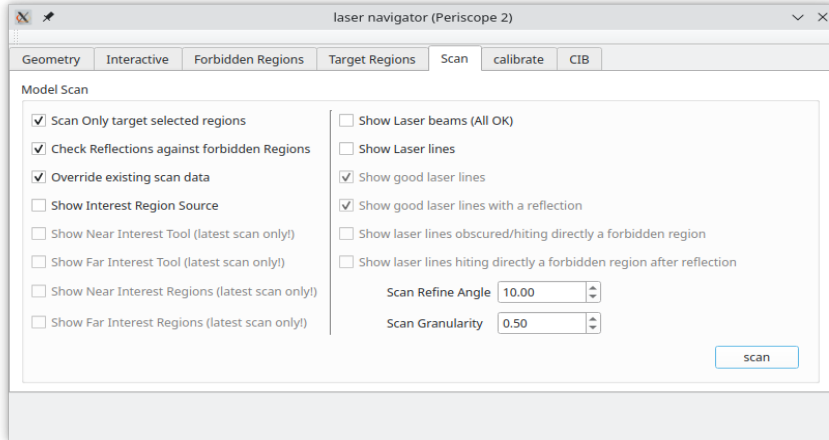 laser navigator (Periscope 2)
Geometry Interactive Forbidden Regions Target Regions Scan calibrate CIB
Model Scan
Scan Only target selected regions
Check Reflections against forbidden Regions
Override existing scan data
Show Interest Region Source
Show Near Interest Tool (latest scan only!)
Show Far Interest Tool (latest scan only!)
Show Near Interest Regions (latest scan only!)
Show Far Interest Regions (latest scan only!)
Show Laser beams (All OK)
Show Laser lines
Show good laser lines
Show good laser lines with a reflection
Show laser lines obscured/hiting directly a forbidden region
Show laser lines hiting directly a forbidden region after reflection
Scan Refine Angle 10.00
Scan Granularity 0.50
scan